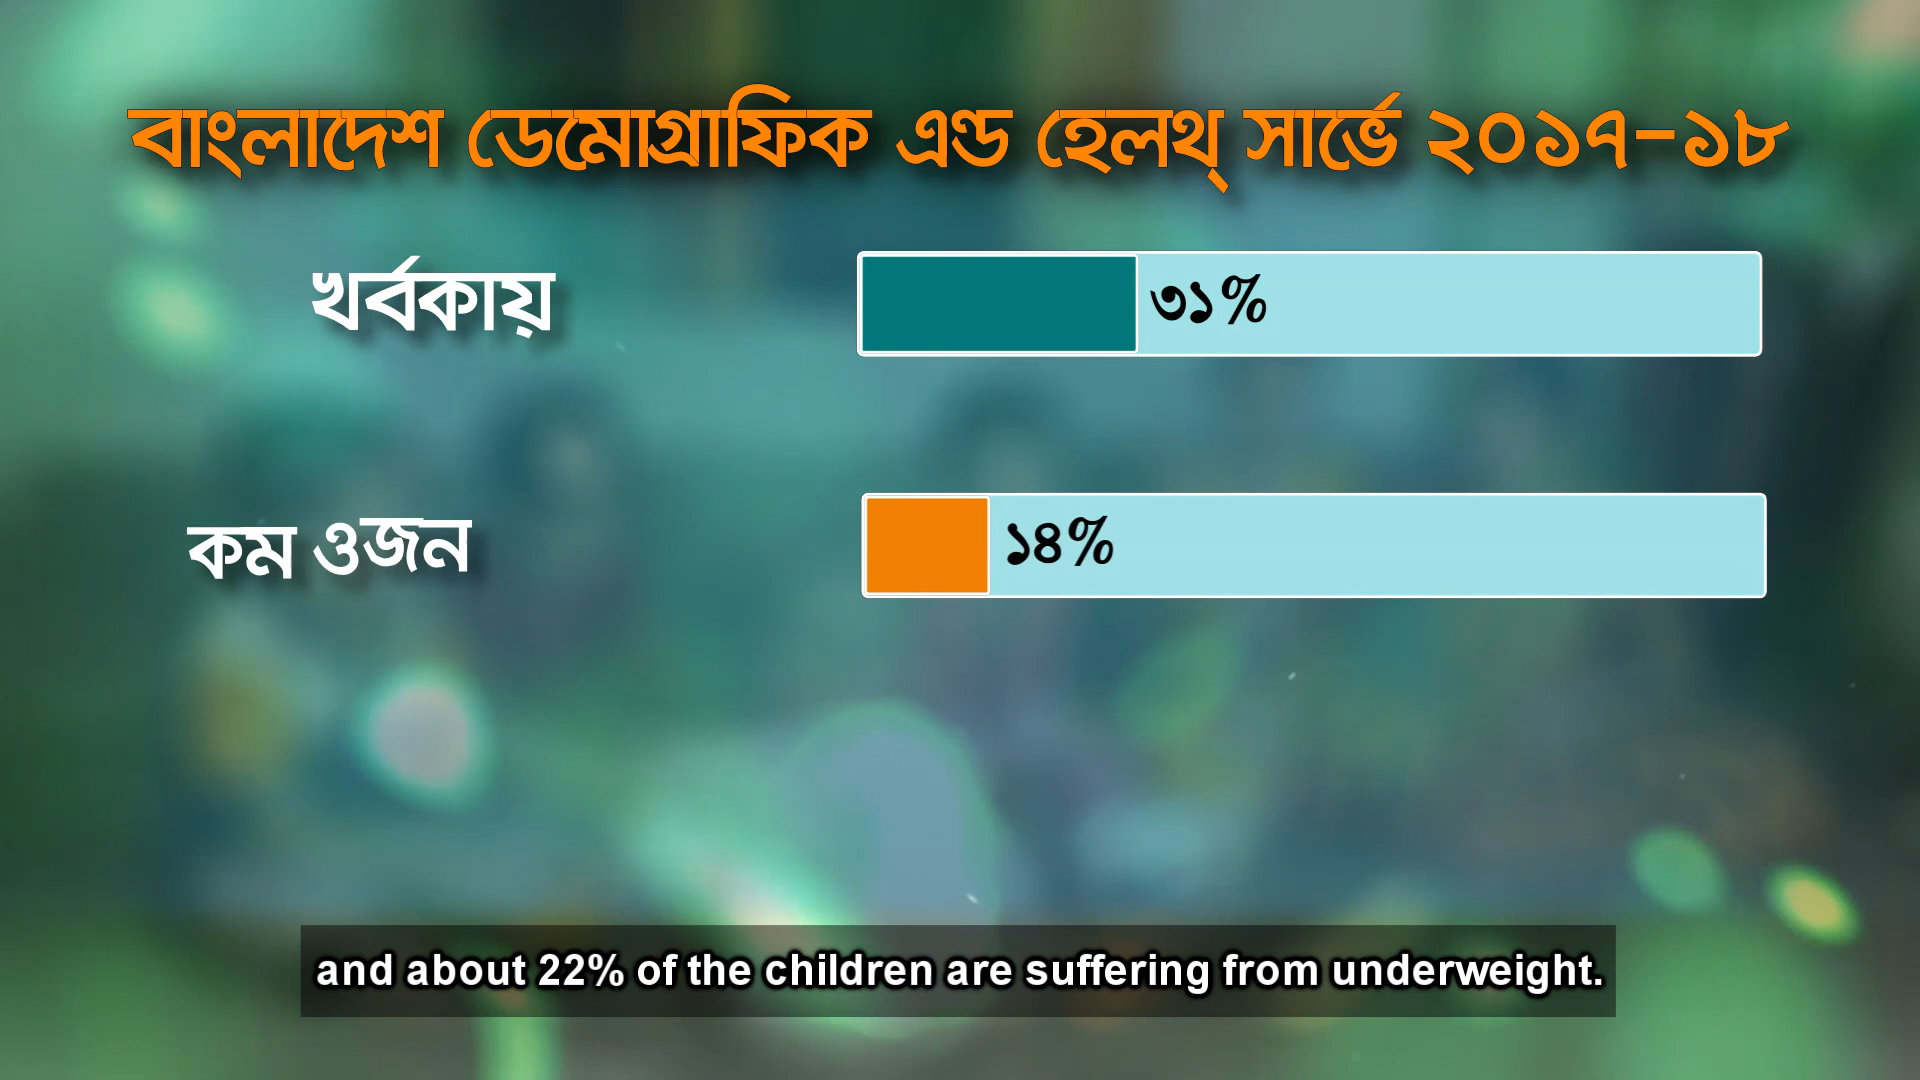 বাংলাদেশ ডেমোগ্রাফিক এণ্ড হেলথ্ সার্ভে ২০১৭-১৮
খর্বকায়
৩১%
কম ওজন
১৪%
and about 22% of the children are suffering from underweight.